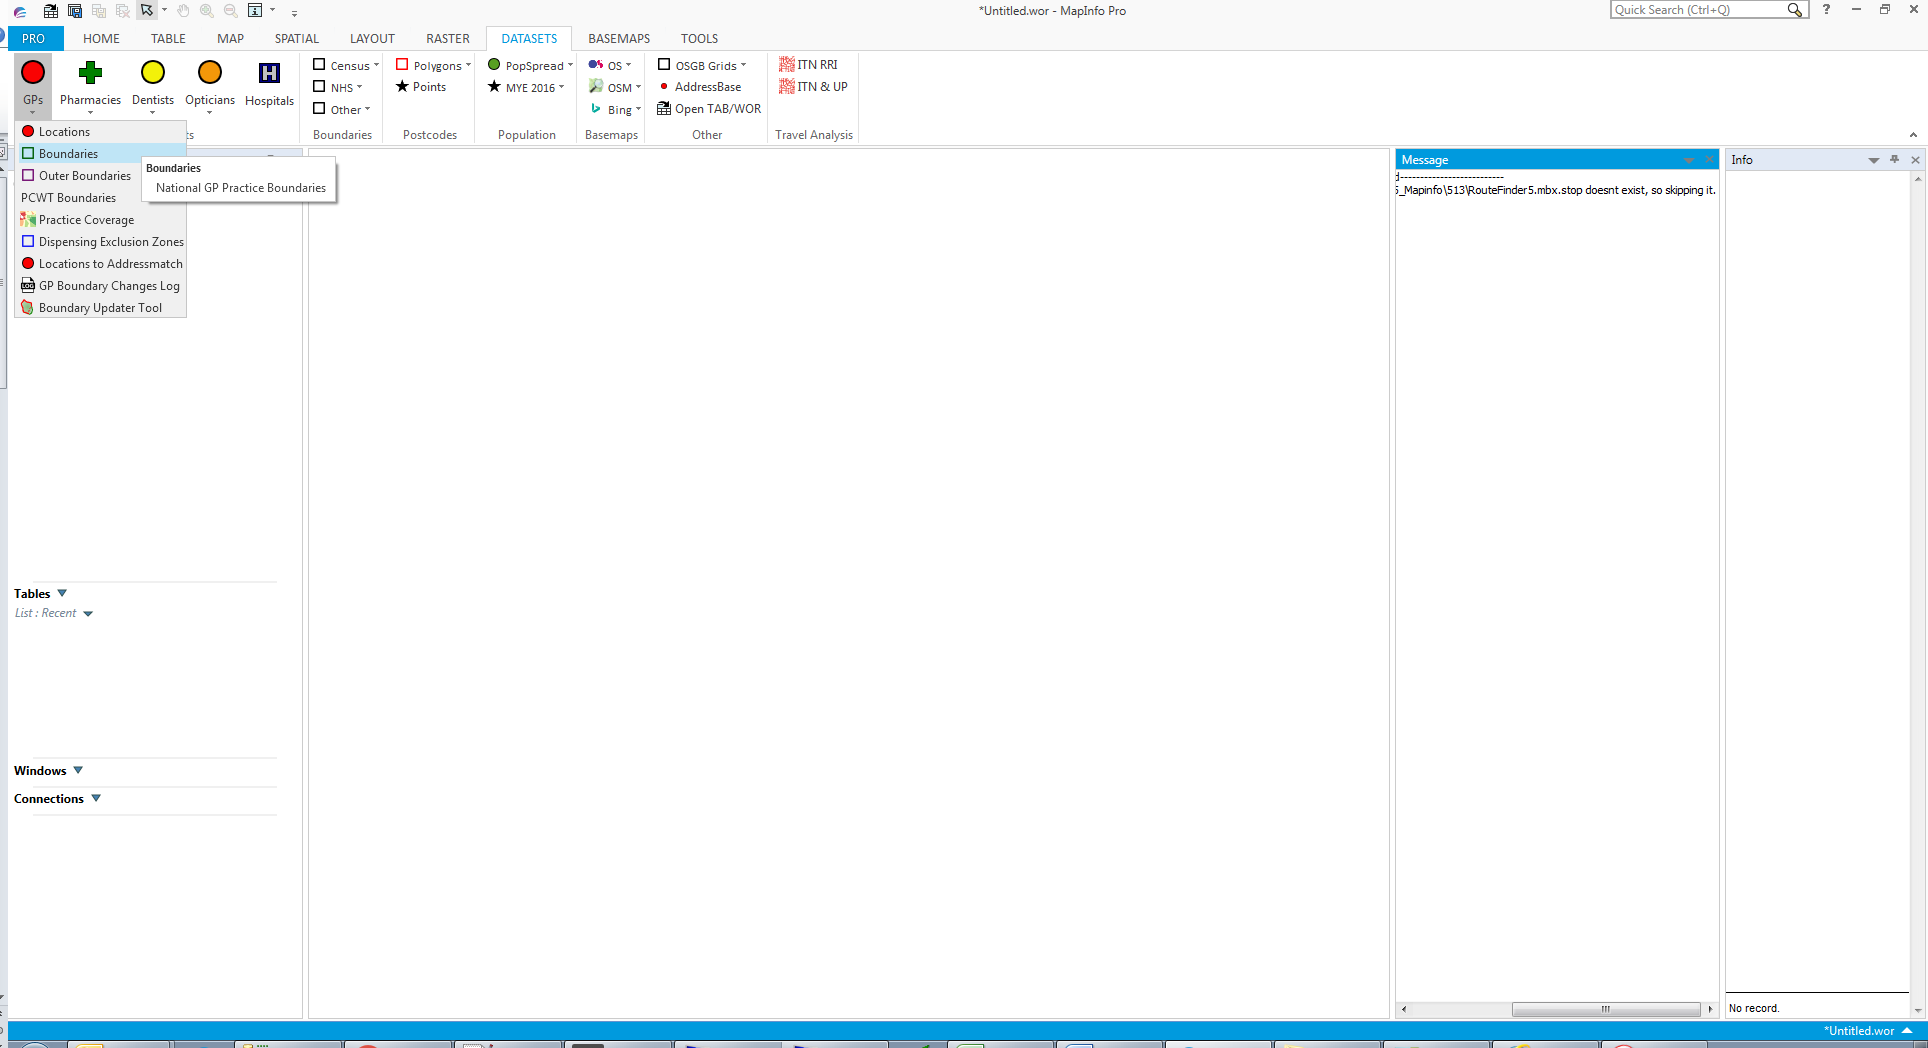 *Untitled.wor - MapInfo Pro
Quick Search (Ctrl+Q)
?
PRO HOME TABLE MAP SPATIAL LAYOUT RASTER DATASETS BASEMAPS TOOLS
GPs
Pharmacies
Dentists
Opticians
H
Hospitals
Census
NHS
Other
Boundaries
Polygons
Points
Postcodes
PopSpread
MYE 2016
Population
OS
OSM
Bing
Basemaps
OSGB Grids
AddressBase
Open TAB/WOR
Other
ITN RRI
ITN & UP
Travel Analysis
Locations
Boundaries
Outer Boundaries
PCWT Boundaries
Practice Coverage
Dispensing Exclusion Zones
Locations to Addressmatch
LOG
GP Boundary Changes Log
Boundary Updater Tool
Boundaries
National GP Practice Boundaries
Tables
List : Recent
Windows
Connections
Message
d--------------------------
5_Mapinfo\513\RouteFinder5.mbx.stop doesnt exist, so skipping it.
Info
No record.
*Untitled.wor